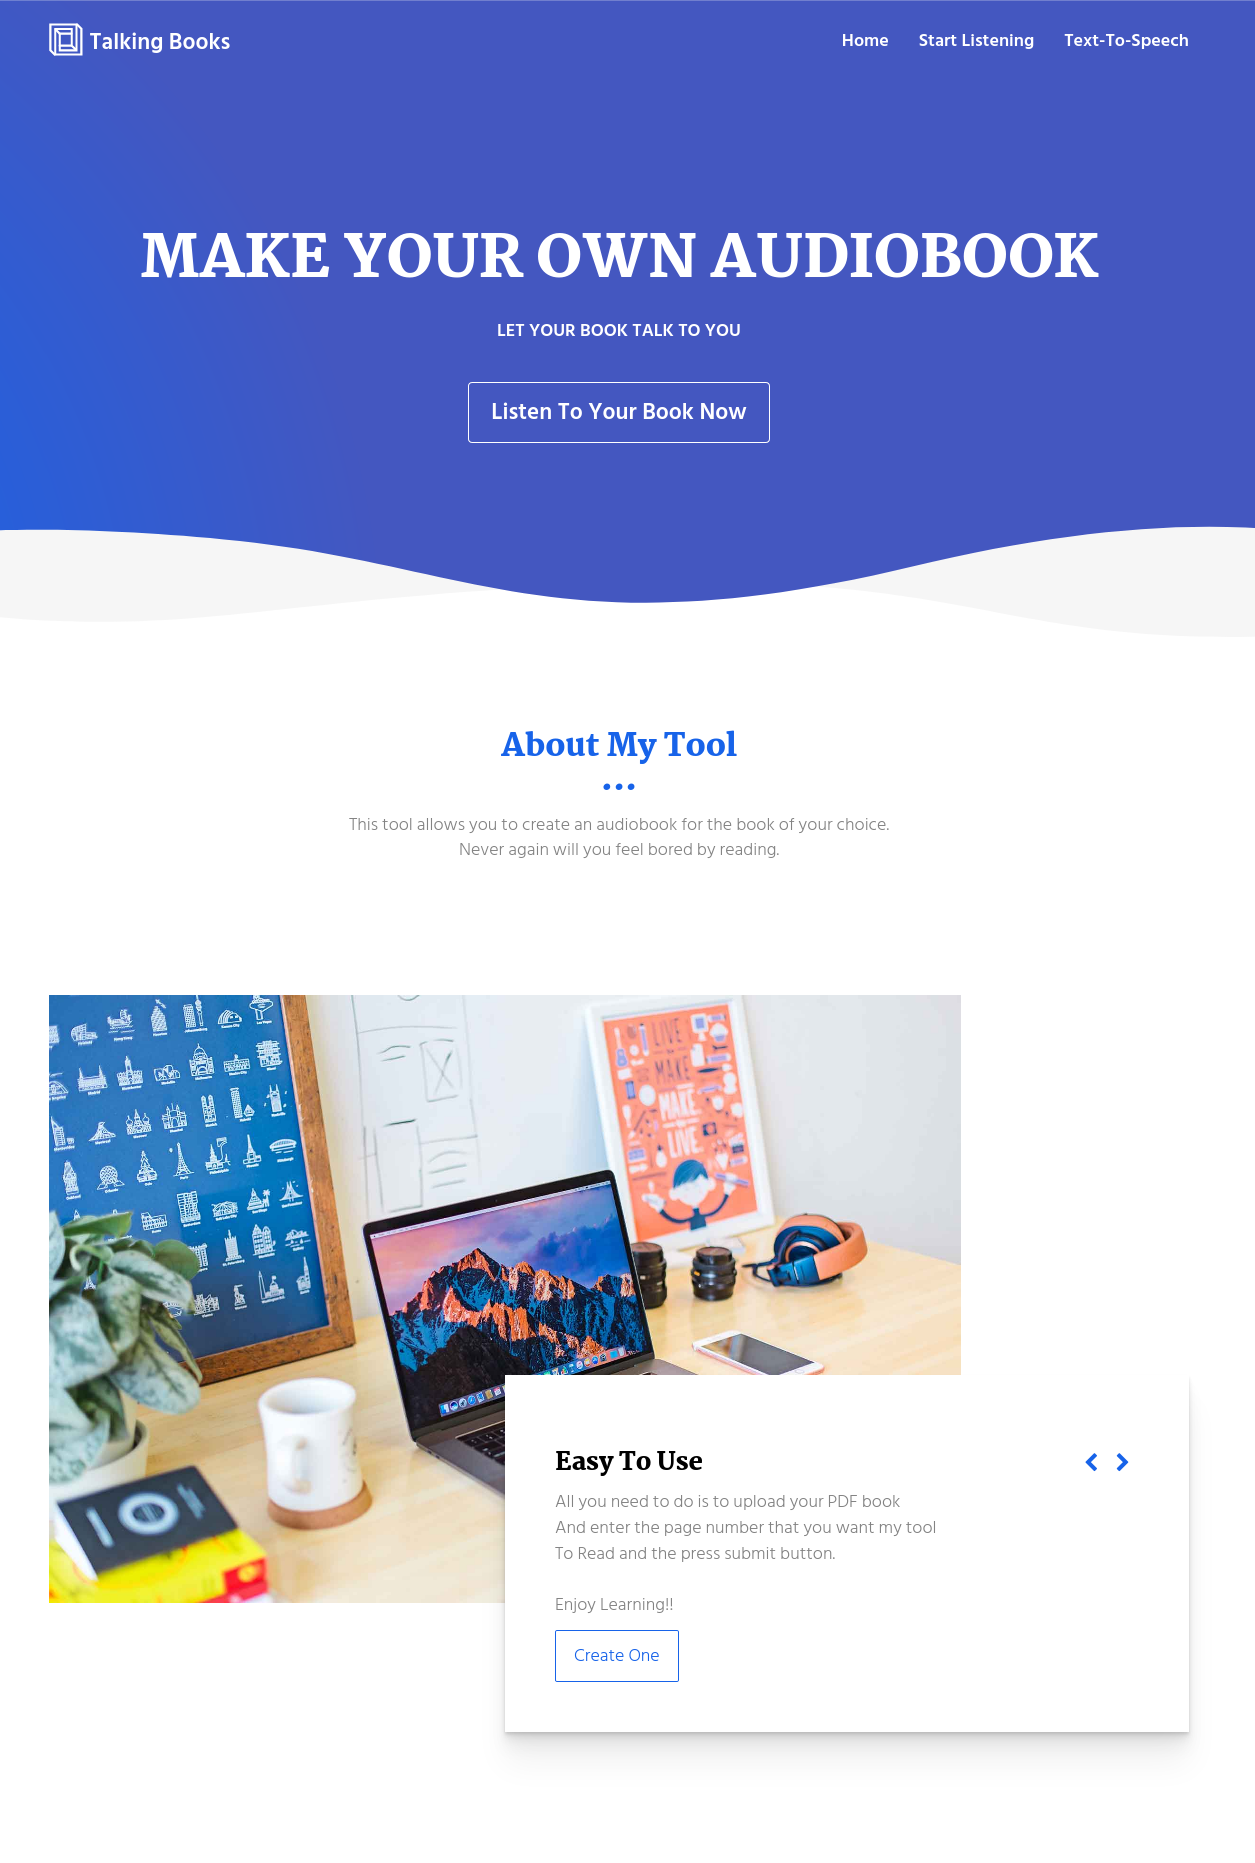 Talking Books
Home
Start Listening
Text-To-Speech
MAKE YOUR OWN AUDIOBOOK
LET YOUR BOOK TALK TO YOU
Listen To Your Book Now
About My Tool
This tool allows you to create an audiobook for the book of your choice.
Never again will you feel bored by reading.
LIVE
TO
MAKE
MAKE
TO
LIVE
Easy To Use
All you need to do is to upload your PDF book
And enter the page number that you want my tool
To Read and the press submit button.
Enjoy Learning!!
Create One